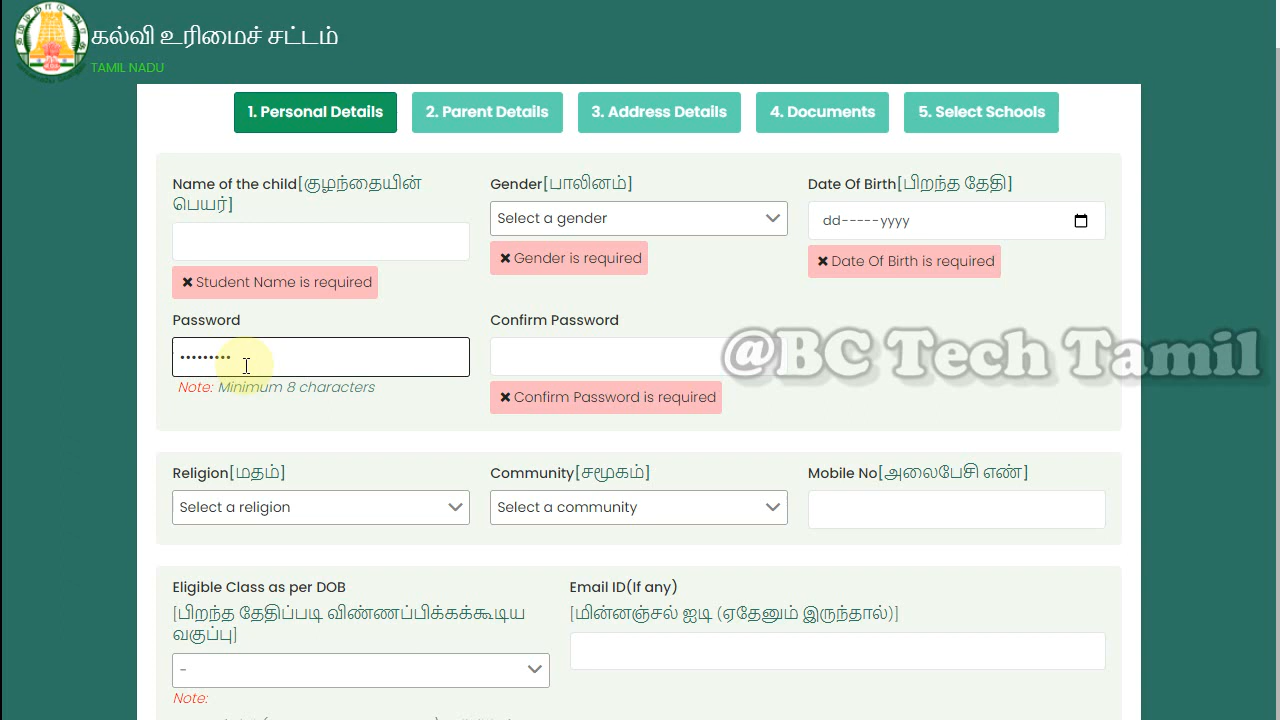 கல்வி உரிமைச் சட்டம்
TAMIL NADU
1. Personal Details 2. Parent Details 3. Address Details 4. Documents 5. Select Schools
Name of the child[குழந்தையின் பெயர்]
Gender[பாலினம்]
Date Of Birth[பிறந்த தேதி]
Select a gender
dd-----yyyy
✖ Student Name is required
✖ Gender is required
✖ Date Of Birth is required
Password
Confirm Password
•••••••••
Note: Minimum 8 characters
✖ Confirm Password is required
@BC Tech Tamil
Religion[மதம்]
Community[சமூகம்]
Mobile No[அலைபேசி எண்]
Select a religion
Select a community
Eligible Class as per DOB
[பிறந்த தேதிப்படி விண்ணப்பிக்கக்கூடிய
வகுப்பு]
Email ID(If any)
[மின்னஞ்சல் ஐடி (ஏதேனும் இருந்தால்)]
-
Note: